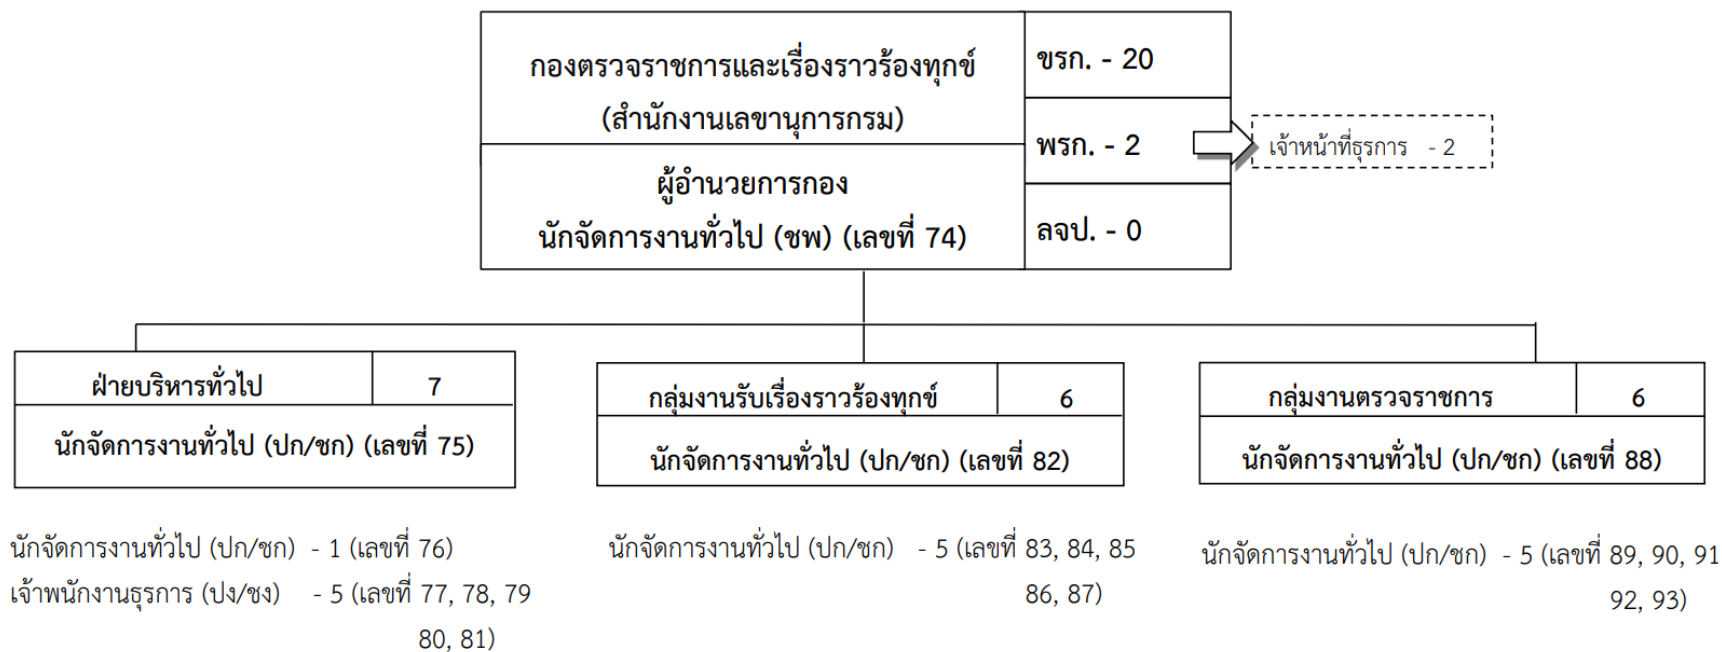 กองตรวจราชการและเรื่องราวร้องทุกข์
(สำนักงานเลขานุการกรม)
ผู้อำนวยการกอง
นักจัดการงานทั่วไป (ชพ) (เลขที่ 74)
ขรก. - 20
พรก. - 2
ลจป. - 0
เจ้าหน้าที่ธุรการ - 2
ฝ่ายบริหารทั่วไป 7
นักจัดการงานทั่วไป (ปก/ชก) (เลขที่ 75)
นักจัดการงานทั่วไป (ปก/ชก) - 1 (เลขที่ 76)
เจ้าพนักงานธุรการ (ปง/ชง) - 5 (เลขที่ 77, 78, 79
80, 81)
กลุ่มงานรับเรื่องราวร้องทุกข์ 6
นักจัดการงานทั่วไป (ปก/ชก) (เลขที่ 82)
นักจัดการงานทั่วไป (ปก/ชก) - 5 (เลขที่ 83, 84, 85
86, 87)
กลุ่มงานตรวจราชการ 6
นักจัดการงานทั่วไป (ปก/ชก) (เลขที่ 88)
นักจัดการงานทั่วไป (ปก/ชก) - 5 (เลขที่ 89, 90, 91
92, 93)